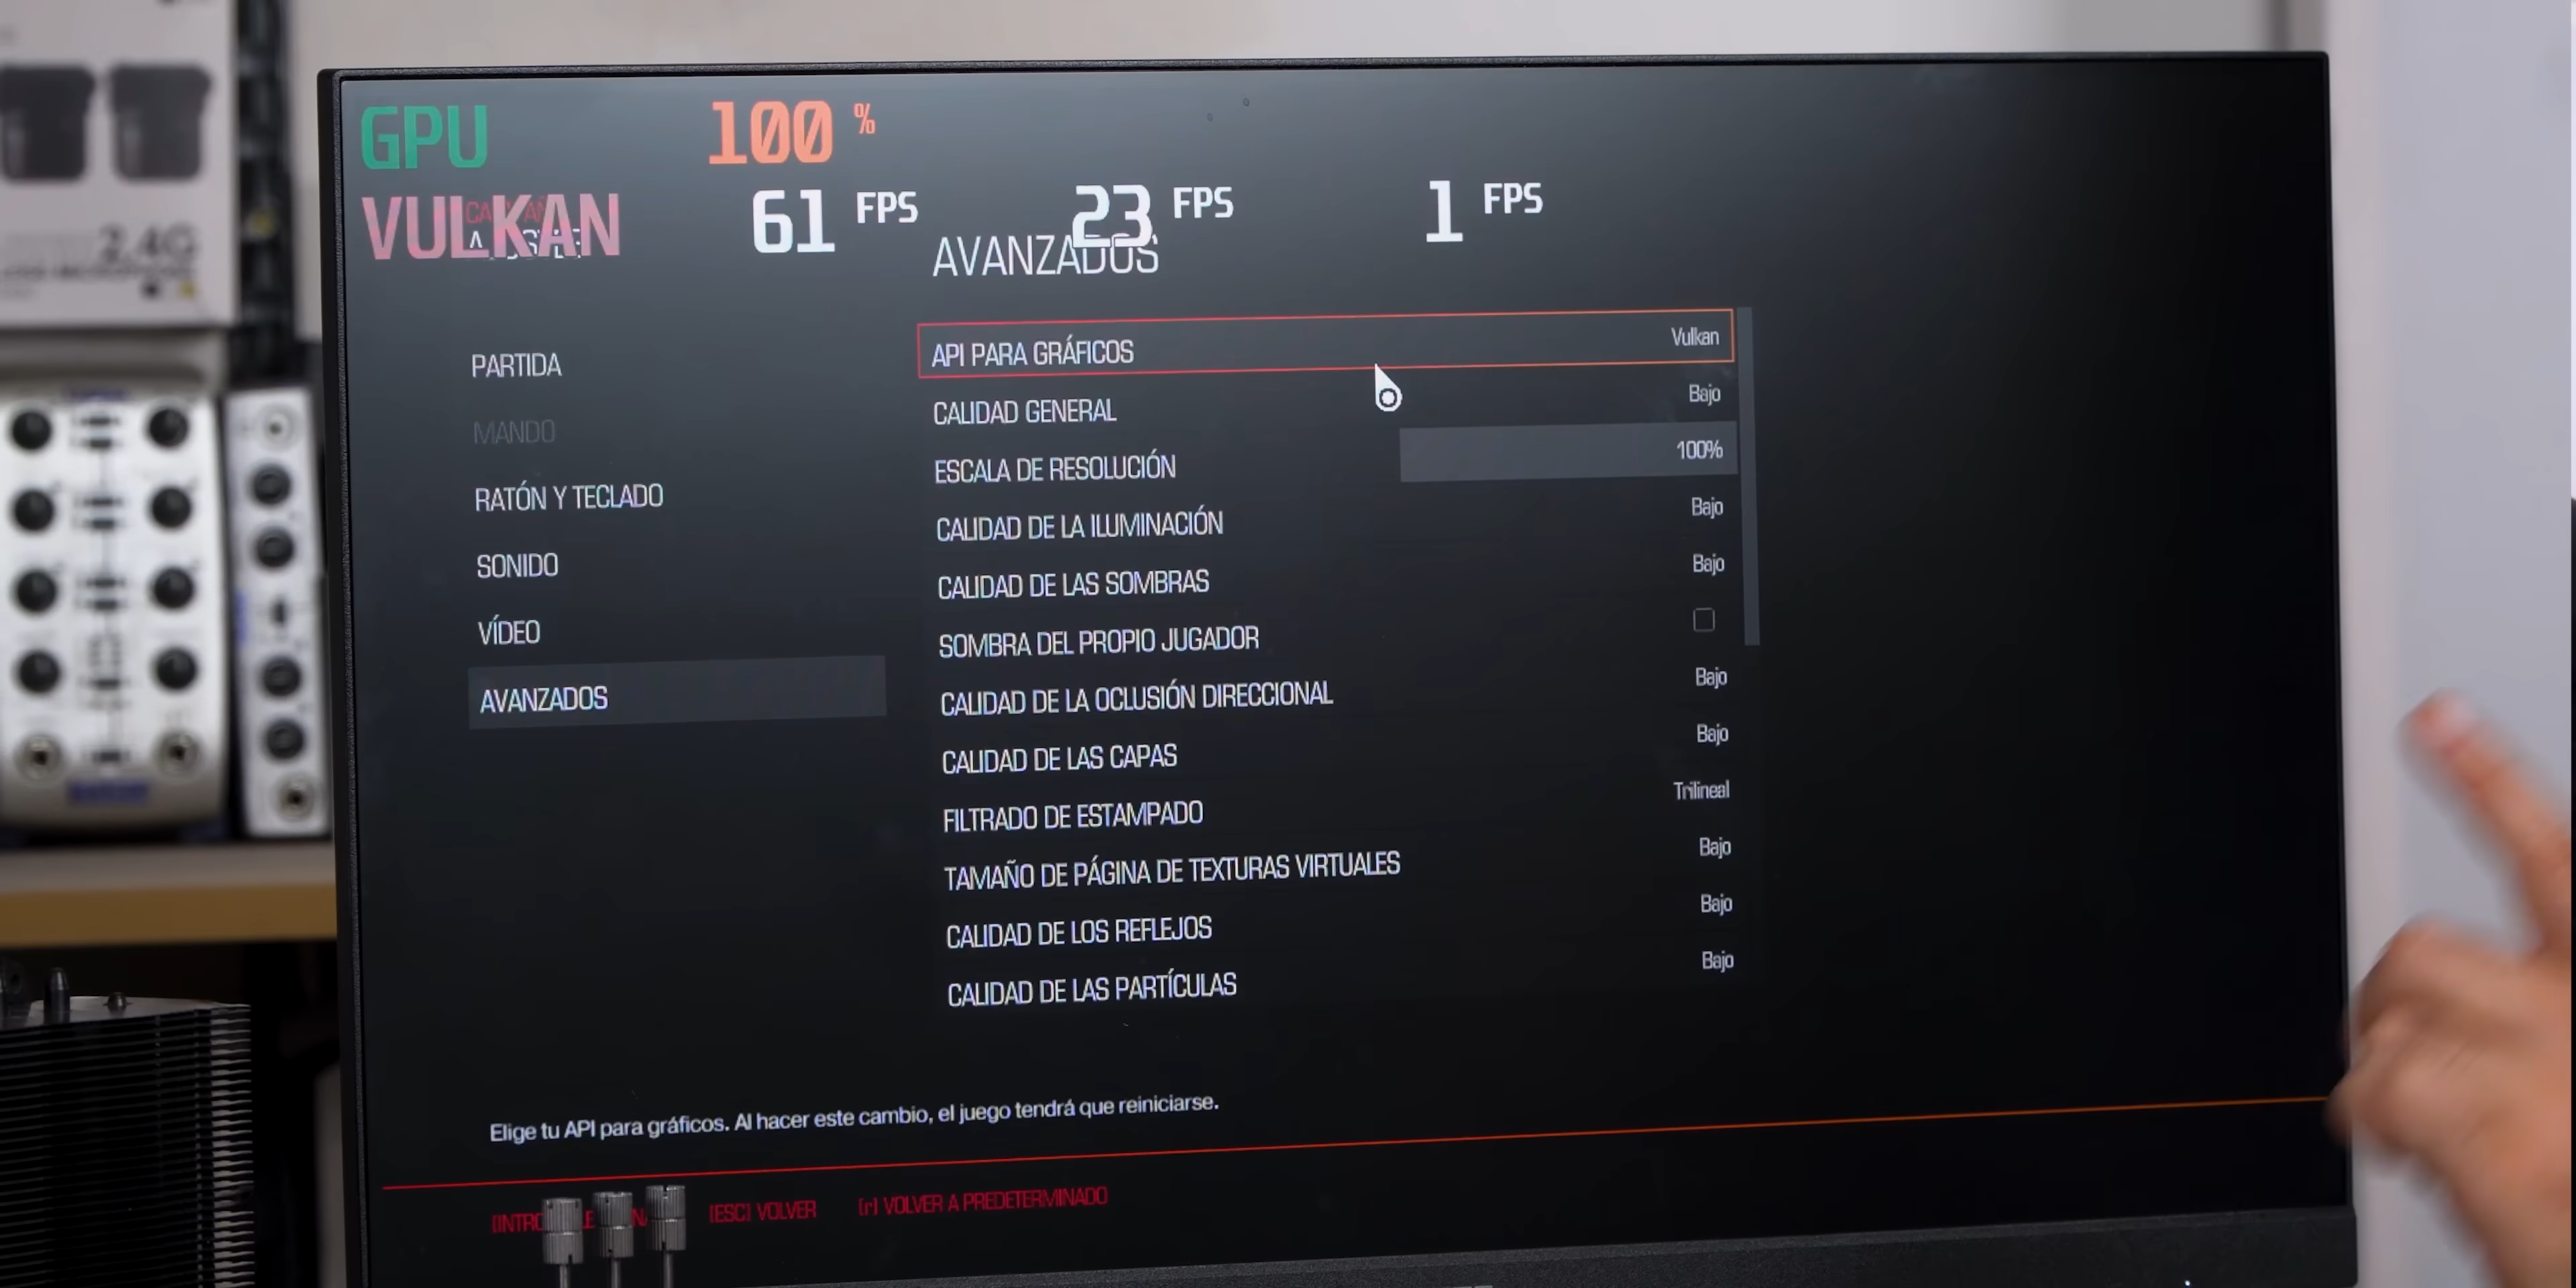 GPU 100 %
VULKAN 61 FPS 23 FPS 1 FPS
AVANZADOS
PARTIDA
MANDO
RATÓN Y TECLADO
SONIDO
VÍDEO
AVANZADOS
API PARA GRÁFICOS Vulkan
CALIDAD GENERAL Bajo
ESCALA DE RESOLUCIÓN 100%
CALIDAD DE LA ILUMINACIÓN Bajo
CALIDAD DE LAS SOMBRAS Bajo
SOMBRA DEL PROPIO JUGADOR
CALIDAD DE LA OCLUSIÓN DIRECCIONAL Bajo
CALIDAD DE LAS CAPAS Bajo
FILTRADO DE ESTAMPADO Trilineal
TAMAÑO DE PÁGINA DE TEXTURAS VIRTUALES Bajo
CALIDAD DE LOS REFLEJOS Bajo
CALIDAD DE LAS PARTÍCULAS Bajo
Elige tu API para gráficos. Al hacer este cambio, el juego tendrá que reiniciarse.
[ESC] VOLVER [r] VOLVER A PREDETERMINADO
2.4G